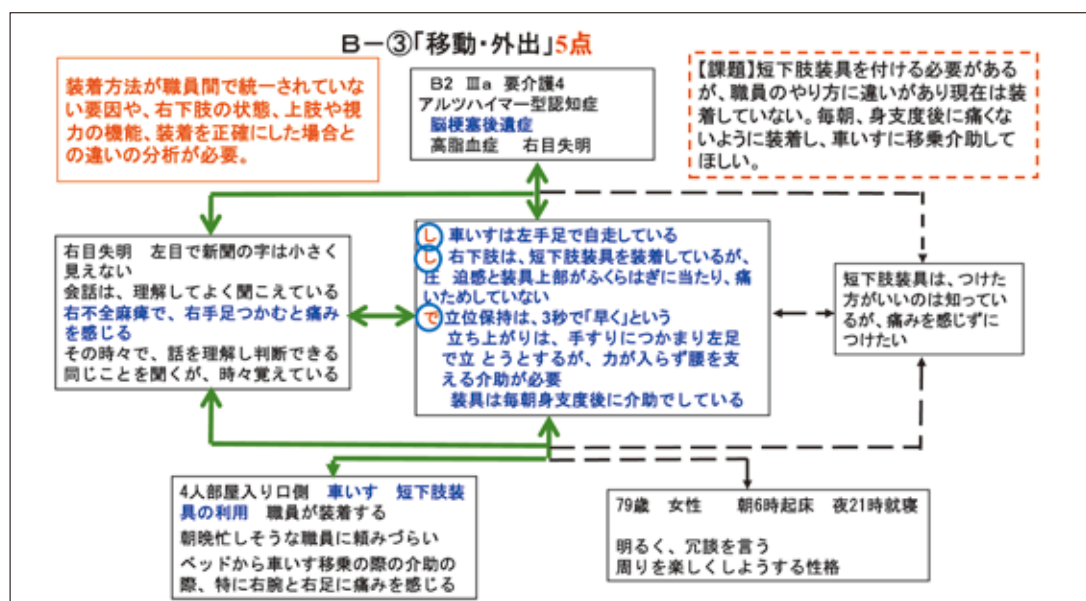 B-③「移動・外出」5点
装着方法が職員間で統一されていな
い要因や、右下肢の状態、上肢や視
力の機能、装着を正確にした場合と
の違いの分析が必要。
B2 Ⅲa 要介護4
アルツハイマー型認知症
脳梗塞後遺症
高脂血症 右目失明
【課題】短下肢装具を付ける必要がある
が、職員のやり方に違いがあり現在は装
着していない。毎朝、身支度後に痛くな
いように装着し、車いすに移乗介助して
ほしい。
右目失明 左目で新聞の字は小さく
見えない
会話は、理解してよく聞こえている
右不全麻痺で、右手足つかむと痛み
を感じる
その時々で、話を理解し判断できる
同じことを聞くが、時々覚えている
し 車いすは左手足で自走している
し 右下肢は、短下肢装具を装着しているが、
圧 迫感と装具上部がふくらはぎに当たり、痛
いためしていない
で 立位保持は、3秒で「早く」という
立ち上がりは、手すりにつかまり左足
で立 とうとするが、力が入らず腰を支
える介助が必要
装具は毎朝身支度後に介助でしている
短下肢装具は、つけた
方がいいのは知ってい
るが、痛みを感じずに
つけたい
4人部屋入り口側 車いす 短下肢装
具の利用 職員が装着する
朝晩忙しそうな職員に頼みづらい
ベッドから車いす移乗の際の介助の
際、特に右腕と右足に痛みを感じる
79歳 女性 朝6時起床 夜21時就寝
明るく、冗談を言う
周りを楽しくしようする性格